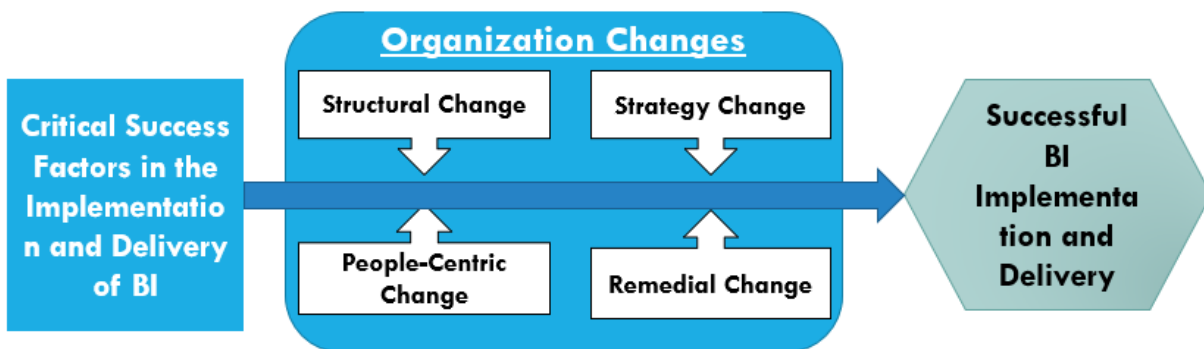 Organization Changes
Critical Success
Factors in the
Implementatio
n and Delivery
of BI
Structural Change
Strategy Change
People-Centric
Change
Remedial Change
Successful
BI
Implementa
tion and
Delivery